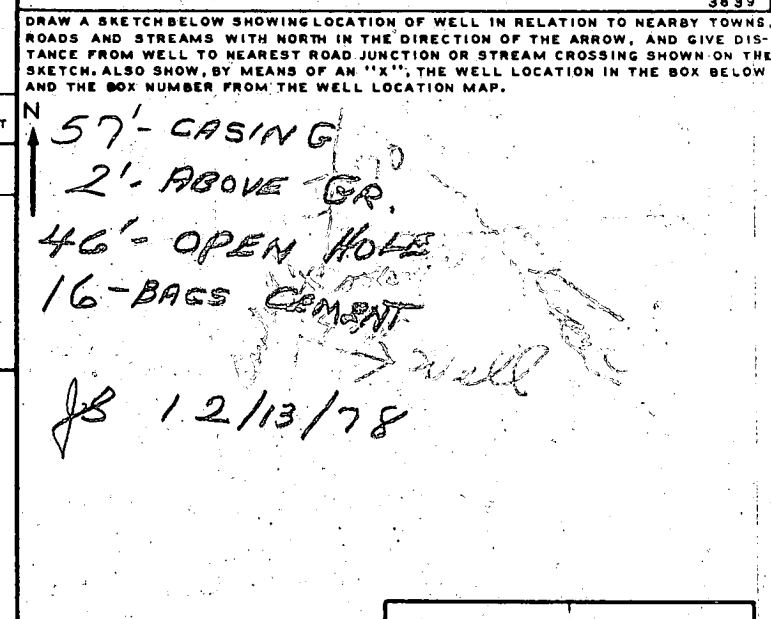 3639
DRAW A SKETCH BELOW SHOWING LOCATION OF WELL IN RELATION TO NEARBY TOWNS,
ROADS AND STREAMS WITH NORTH IN THE DIRECTION OF THE ARROW, AND GIVE DIS-
TANCE FROM WELL TO NEAREST ROAD JUNCTION OR STREAM CROSSING SHOWN ON THE
SKETCH. ALSO SHOW, BY MEANS OF AN "X", THE WELL LOCATION IN THE BOX BELOW
AND THE BOX NUMBER FROM THE WELL LOCATION MAP.
N
57'- CASING
2'- ABOVE GR.
46'- OPEN HOLE
16-BAGS CEMENT
Well
JB 12/13/78